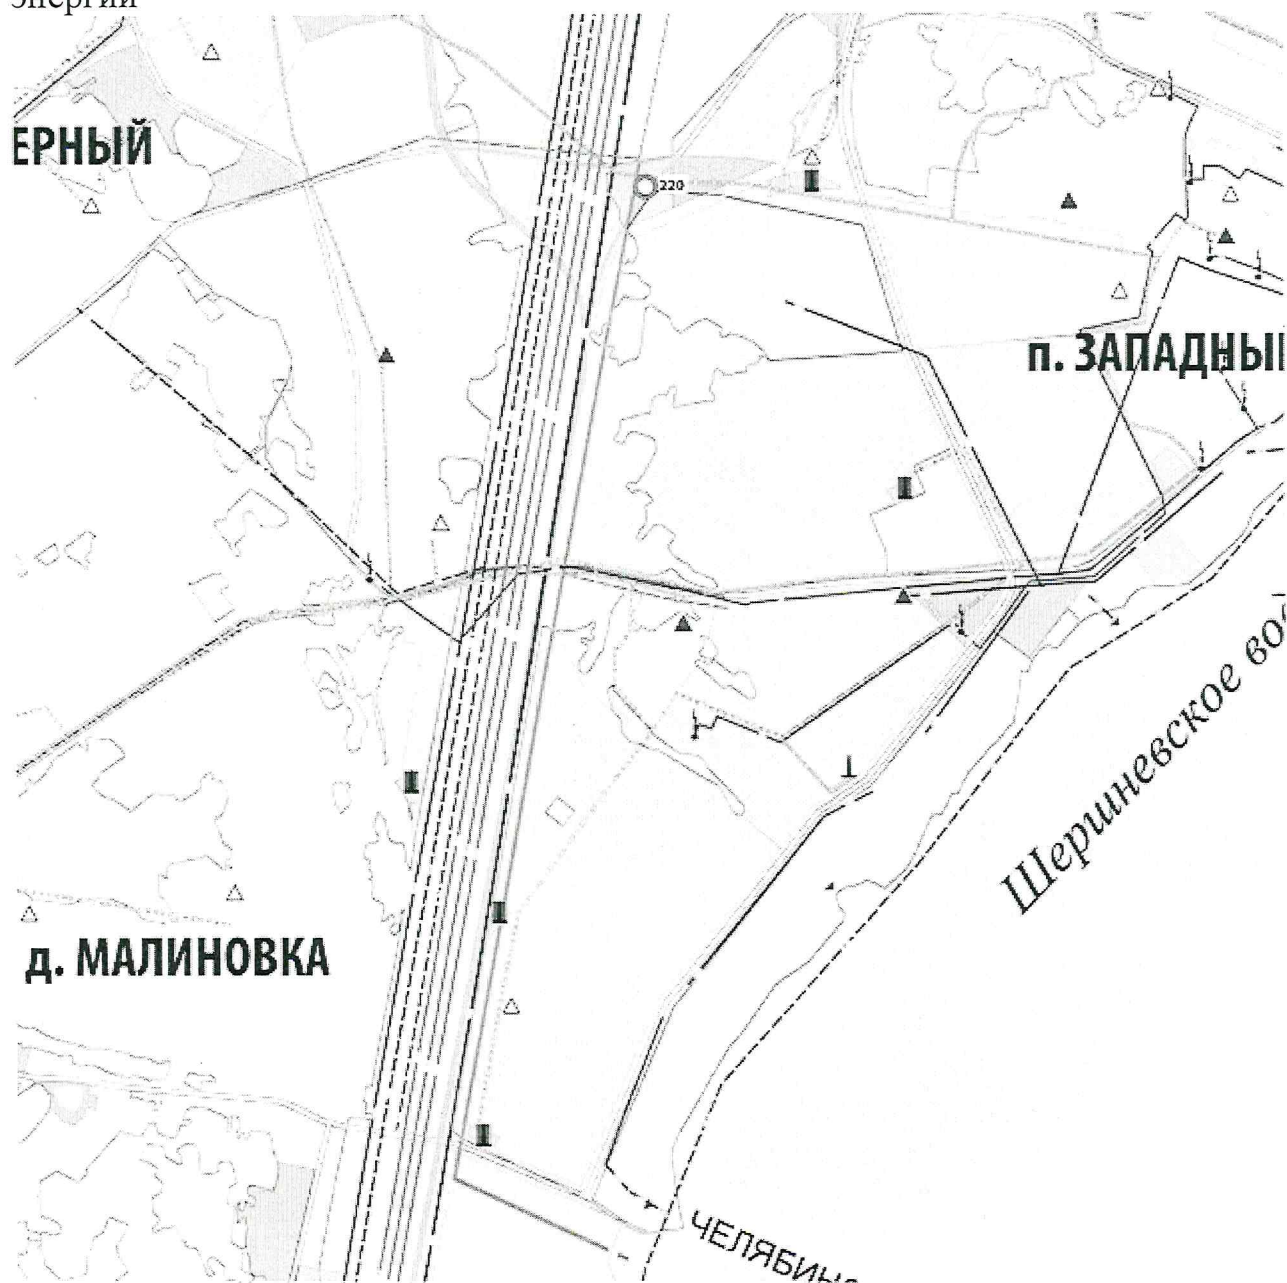 энергии
ЕРНЫЙ
220
п. ЗАПАДНЫ
Шершневское во
д. МАЛИНОВКА
ЧЕЛЯБИН